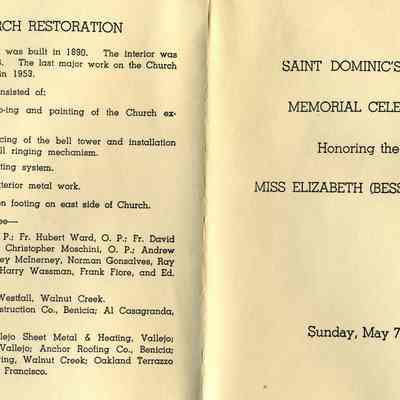 RCH RESTORATION
was built in 1890. The interior was
The last major work on the Church
in 1953.
nsisted of:
o-ing and painting of the Church ex-
cing of the bell tower and installation
ll ringing mechanism.
ting system.
terior metal work.
n footing on east side of Church.
ee—
P.; Fr. Hubert Ward, O. P.; Fr. David
Christopher Moschini, O. P.; Andrew
ey McInerney, Norman Gonsalves, Ray
Harry Wassman, Frank Fiore, and Ed.
Westfall, Walnut Creek.
struction Co., Benicia; Al Casagranda,
llejo Sheet Metal & Heating, Vallejo;
Vallejo; Anchor Roofing Co., Benicia;
ing, Walnut Creek; Oakland Terrazzo
Francisco.
SAINT DOMINIC'S
MEMORIAL CELE
Honoring the
MISS ELIZABETH (BESS
Sunday, May 7